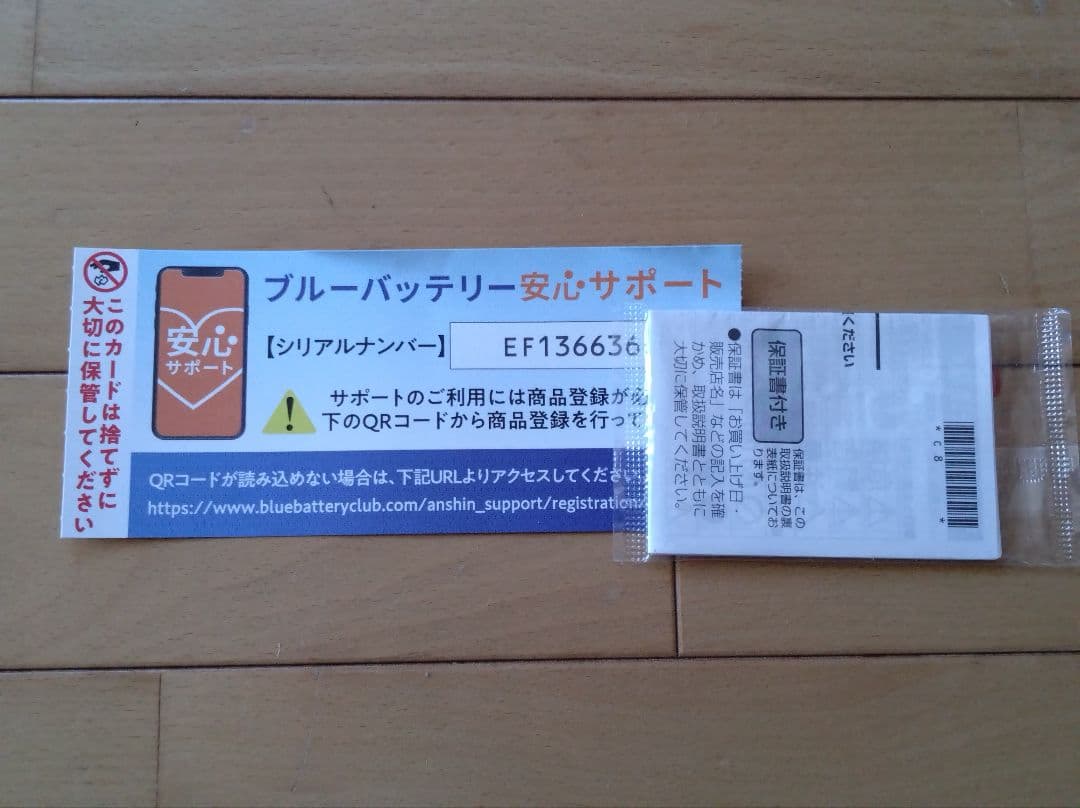 このカードは捨てずに
大切に保管してください
安心
サポート
ブルーバッテリー安心サポート
【シリアルナンバー】 EF136636
サポートのご利用には商品登録が必
下のQRコードから商品登録を行って
QRコードが読み込めない場合は、下記URLよりアクセスしてください
https://www.bluebatteryclub.com/anshin_support/registration/
ください
保証書付き
保証書は、この
取扱説明書の裏
表紙についてお
ります。
●保証書は「お買い上げ日・
販売店名」などの記入を確
かめ、取扱説明書とともに
大切に保管してください。
*C8 *